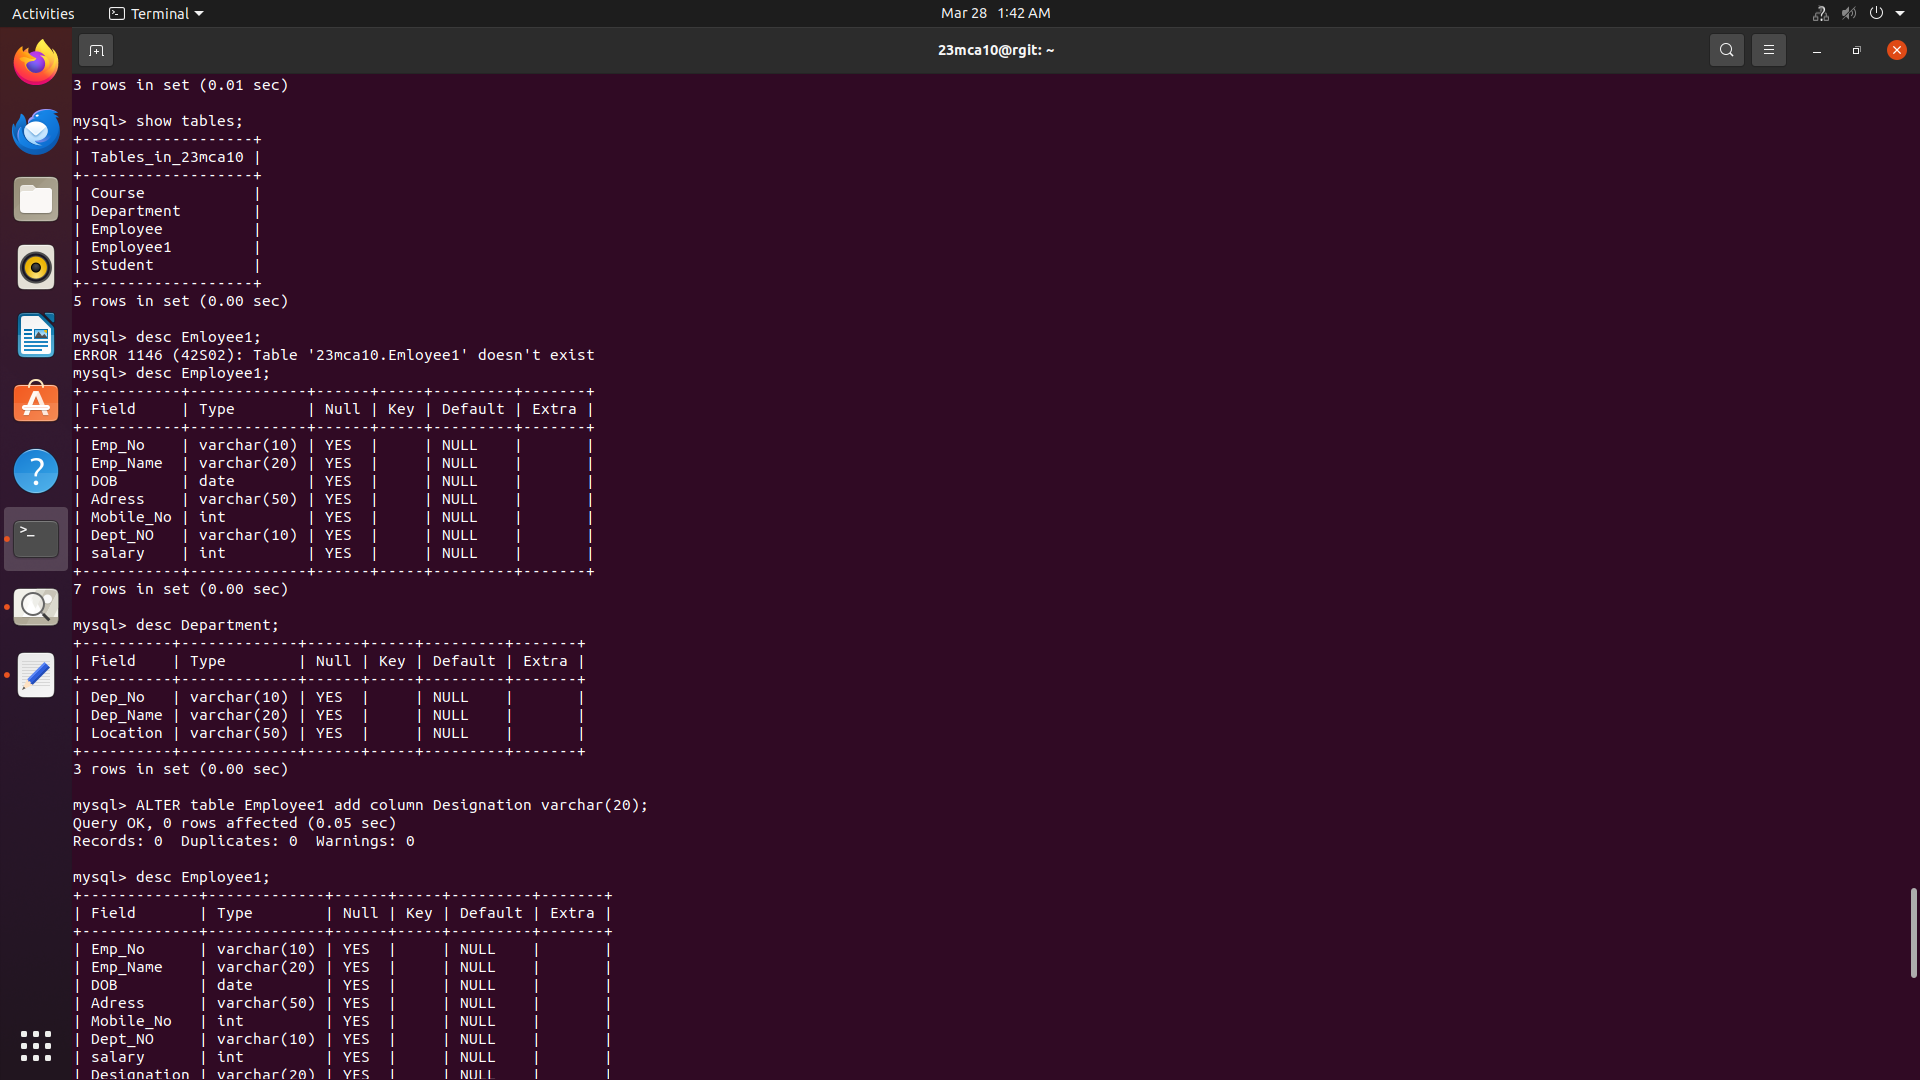 Activities
Terminal
Mar 28 1:42 AM
23mca10@rgit: ~
3 rows in set (0.01 sec)

mysql> show tables;
+-------------------+
| Tables_in_23mca10 |
+-------------------+
| Course            |
| Department        |
| Employee          |
| Employee1         |
| Student           |
+-------------------+
5 rows in set (0.00 sec)

mysql> desc Emloyee1;
ERROR 1146 (42S02): Table '23mca10.Emloyee1' doesn't exist
mysql> desc Employee1;
+-----------+-------------+------+-----+---------+-------+
| Field     | Type        | Null | Key | Default | Extra |
+-----------+-------------+------+-----+---------+-------+
| Emp_No    | varchar(10) | YES  |     | NULL    |       |
| Emp_Name  | varchar(20) | YES  |     | NULL    |       |
| DOB       | date        | YES  |     | NULL    |       |
| Adress    | varchar(50) | YES  |     | NULL    |       |
| Mobile_No | int         | YES  |     | NULL    |       |
| Dept_NO   | varchar(10) | YES  |     | NULL    |       |
| salary    | int         | YES  |     | NULL    |       |
+-----------+-------------+------+-----+---------+-------+
7 rows in set (0.00 sec)

mysql> desc Department;
+----------+-------------+------+-----+---------+-------+
| Field    | Type        | Null | Key | Default | Extra |
+----------+-------------+------+-----+---------+-------+
| Dep_No   | varchar(10) | YES  |     | NULL    |       |
| Dep_Name | varchar(20) | YES  |     | NULL    |       |
| Location | varchar(50) | YES  |     | NULL    |       |
+----------+-------------+------+-----+---------+-------+
3 rows in set (0.00 sec)

mysql> ALTER table Employee1 add column Designation varchar(20);
Query OK, 0 rows affected (0.05 sec)
Records: 0  Duplicates: 0  Warnings: 0

mysql> desc Employee1;
+-------------+-------------+------+-----+---------+-------+
| Field       | Type        | Null | Key | Default | Extra |
+-------------+-------------+------+-----+---------+-------+
| Emp_No      | varchar(10) | YES  |     | NULL    |       |
| Emp_Name    | varchar(20) | YES  |     | NULL    |       |
| DOB         | date        | YES  |     | NULL    |       |
| Adress      | varchar(50) | YES  |     | NULL    |       |
| Mobile_No   | int         | YES  |     | NULL    |       |
| Dept_NO     | varchar(10) | YES  |     | NULL    |       |
| salary      | int         | YES  |     | NULL    |       |
| Designation | varchar(20) | YES  |     | NULL    |       |